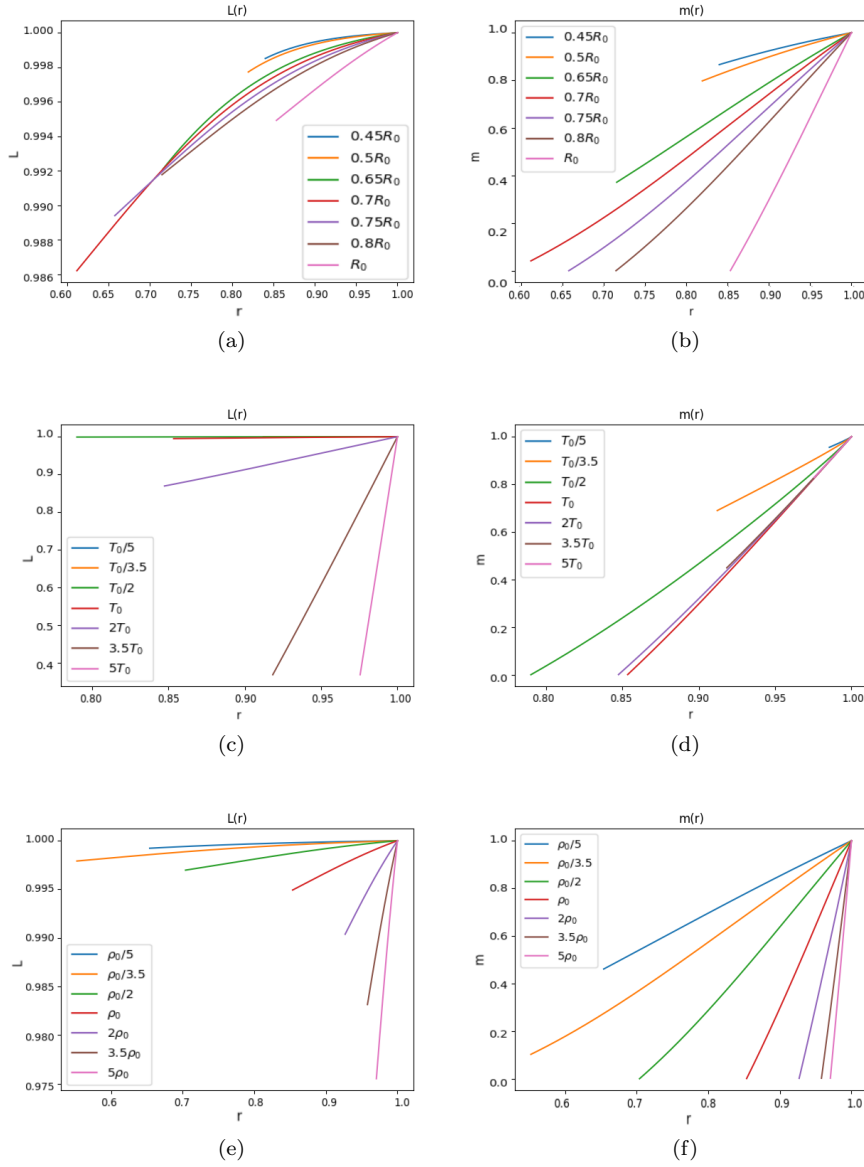 L(r)
1.000
0.998
0.996
0.994
0.992
0.990
0.988
0.986
L
0.45R₀
0.5R₀
0.65R₀
0.7R₀
0.75R₀
0.8R₀
R₀
0.60 0.65 0.70 0.75 0.80 0.85 0.90 0.95 1.00
r
(a)
m(r)
1.0
0.8
0.6
0.4
0.2
0.0
m
0.45R₀
0.5R₀
0.65R₀
0.7R₀
0.75R₀
0.8R₀
R₀
0.60 0.65 0.70 0.75 0.80 0.85 0.90 0.95 1.00
r
(b)
L(r)
1.0
0.9
0.8
0.7
0.6
0.5
0.4
L
T₀/5
T₀/3.5
T₀/2
T₀
2T₀
3.5T₀
5T₀
0.80 0.85 0.90 0.95 1.00
r
(c)
m(r)
1.0
0.8
0.6
0.4
0.2
0.0
m
T₀/5
T₀/3.5
T₀/2
T₀
2T₀
3.5T₀
5T₀
0.80 0.85 0.90 0.95 1.00
r
(d)
L(r)
1.000
0.995
0.990
0.985
0.980
0.975
L
ρ₀/5
ρ₀/3.5
ρ₀/2
ρ₀
2ρ₀
3.5ρ₀
5ρ₀
0.6 0.7 0.8 0.9 1.0
r
(e)
m(r)
1.0
0.8
0.6
0.4
0.2
0.0
m
ρ₀/5
ρ₀/3.5
ρ₀/2
ρ₀
2ρ₀
3.5ρ₀
5ρ₀
0.6 0.7 0.8 0.9 1.0
r
(f)